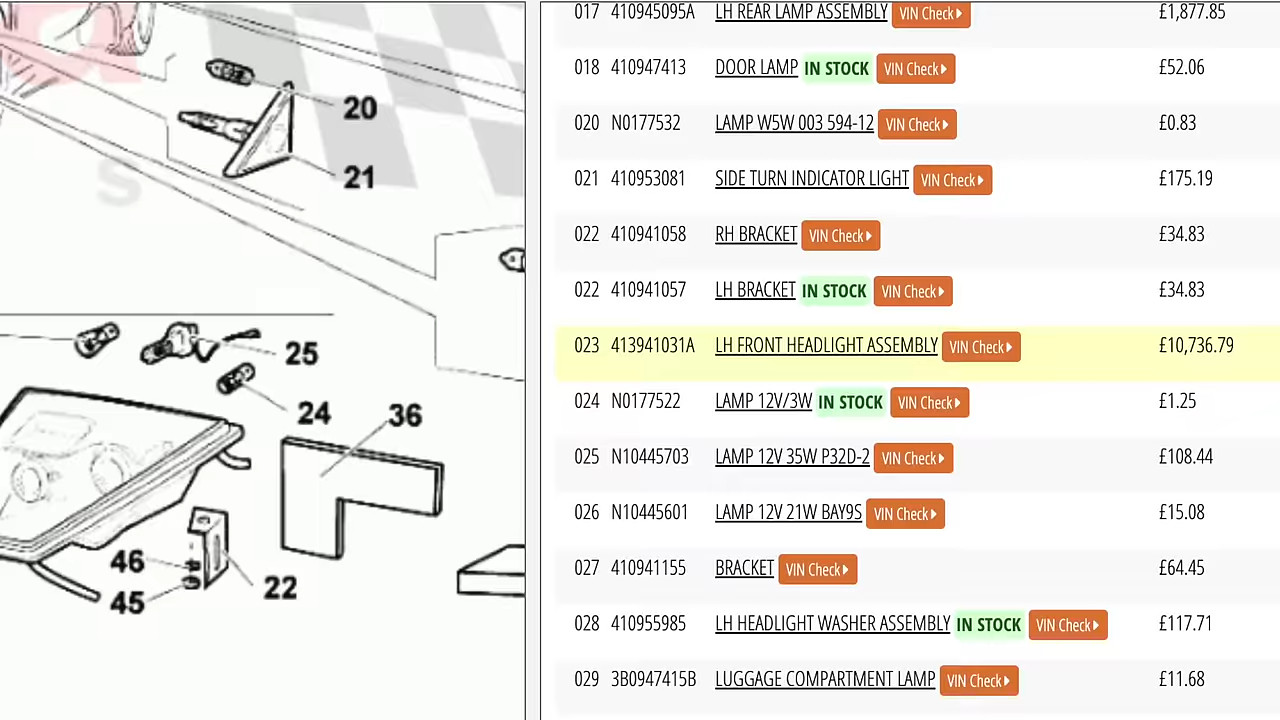 20
21
S
25
24
36
46
45
22
017 410945095A LH REAR LAMP ASSEMBLY VIN Check £1,877.85
018 410947413 DOOR LAMP IN STOCK VIN Check £52.06
020 N0177532 LAMP W5W 003 594-12 VIN Check £0.83
021 410953081 SIDE TURN INDICATOR LIGHT VIN Check £175.19
022 410941058 RH BRACKET VIN Check £34.83
022 410941057 LH BRACKET IN STOCK VIN Check £34.83
023 413941031A LH FRONT HEADLIGHT ASSEMBLY VIN Check £10,736.79
024 N0177522 LAMP 12V/3W IN STOCK VIN Check £1.25
025 N10445703 LAMP 12V 35W P32D-2 VIN Check £108.44
026 N10445601 LAMP 12V 21W BAY9S VIN Check £15.08
027 410941155 BRACKET VIN Check £64.45
028 410955985 LH HEADLIGHT WASHER ASSEMBLY IN STOCK VIN Check £117.71
029 3B0947415B LUGGAGE COMPARTMENT LAMP VIN Check £11.68